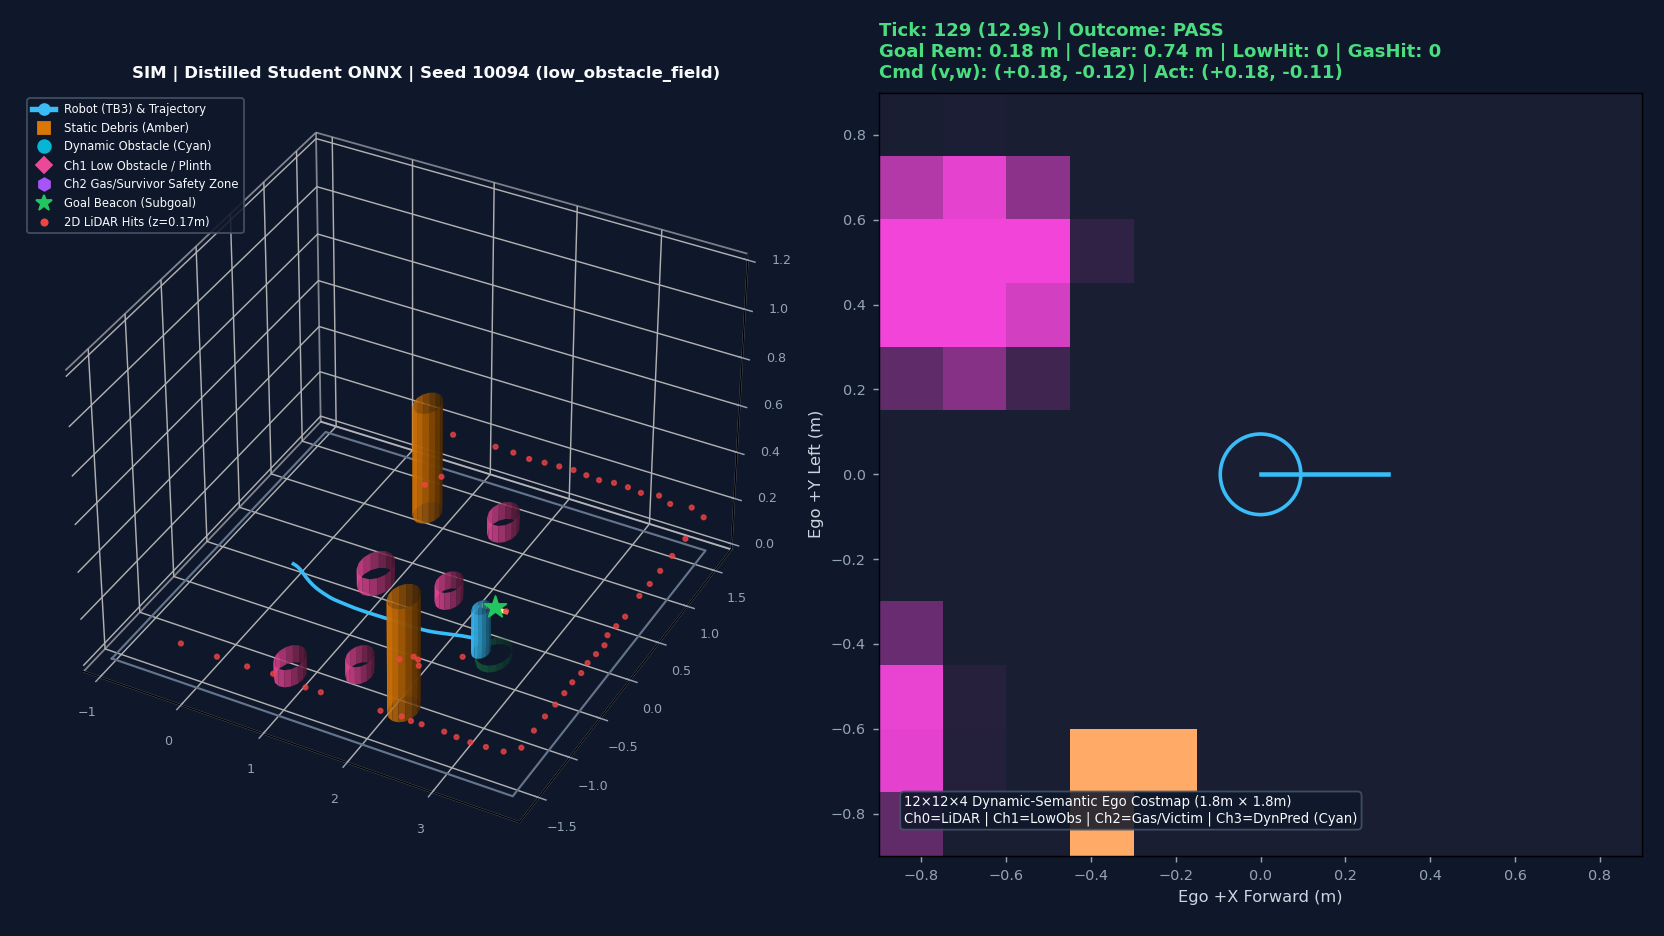 SIM | Distilled Student ONNX | Seed 10094 (low_obstacle_field)
Robot (TB3) & Trajectory
Static Debris (Amber)
Dynamic Obstacle (Cyan)
Ch1 Low Obstacle / Plinth
Ch2 Gas/Survivor Safety Zone
Goal Beacon (Subgoal)
2D LiDAR Hits (z=0.17m)
1.2
1.0
0.8
0.6
0.4
0.2
0.0
1.5
1.0
0.5
0.0
−0.5
−1.0
−1.5
−1
0
1
2
3
Tick: 129 (12.9s) | Outcome: PASS
Goal Rem: 0.18 m | Clear: 0.74 m | LowHit: 0 | GasHit: 0
Cmd (v,w): (+0.18, -0.12) | Act: (+0.18, -0.11)
Ego +Y Left (m)
0.8
0.6
0.4
0.2
0.0
−0.2
−0.4
−0.6
−0.8
12×12×4 Dynamic-Semantic Ego Costmap (1.8m × 1.8m)
Ch0=LiDAR | Ch1=LowObs | Ch2=Gas/Victim | Ch3=DynPred (Cyan)
−0.8 −0.6 −0.4 −0.2 0.0 0.2 0.4 0.6 0.8
Ego +X Forward (m)